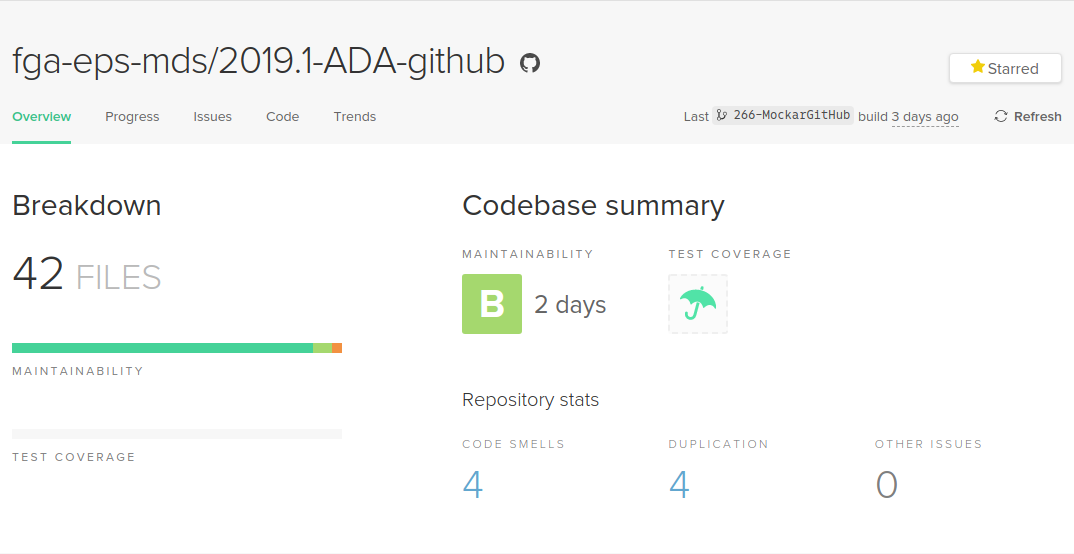 fga-eps-mds/2019.1-ADA-github
Starred
Overview Progress Issues Code Trends Last 266-MockarGitHub build 3 days ago Refresh
Breakdown
Codebase summary
42 FILES
MAINTAINABILITY
TEST COVERAGE
MAINTAINABILITY TEST COVERAGE
B 2 days
Repository stats
CODE SMELLS DUPLICATION OTHER ISSUES
4 4 0